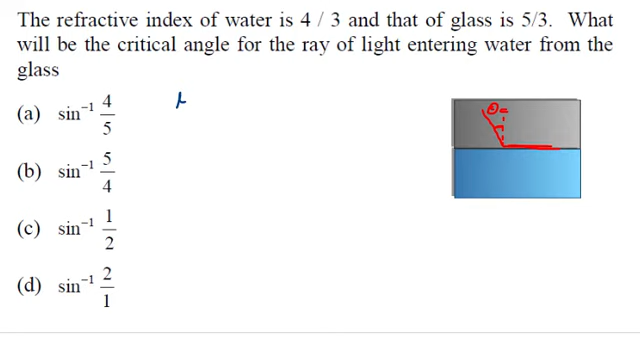 The refractive index of water is 4 / 3 and that of glass is 5/3. What
will be the critical angle for the ray of light entering water from the
glass
(a) sin⁻¹ 4/5
(b) sin⁻¹ 5/4
(c) sin⁻¹ 1/2
(d) sin⁻¹ 2/1